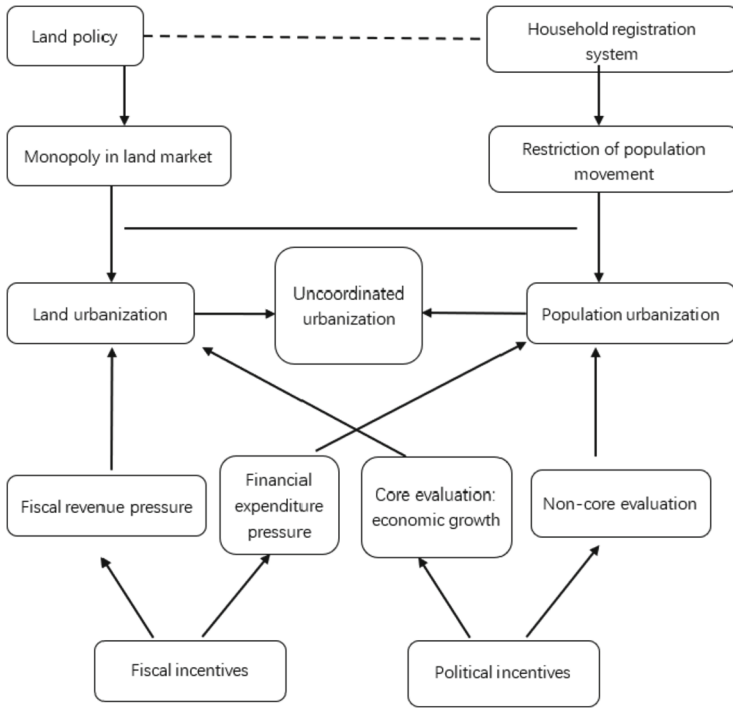 Land policy
Household registration
system
Monopoly in land market
Restriction of population
movement
Land urbanization
Uncoordinated
urbanization
Population urbanization
Fiscal revenue pressure
Financial
expenditure
pressure
Core evaluation:
economic growth
Non-core evaluation
Fiscal incentives
Political incentives